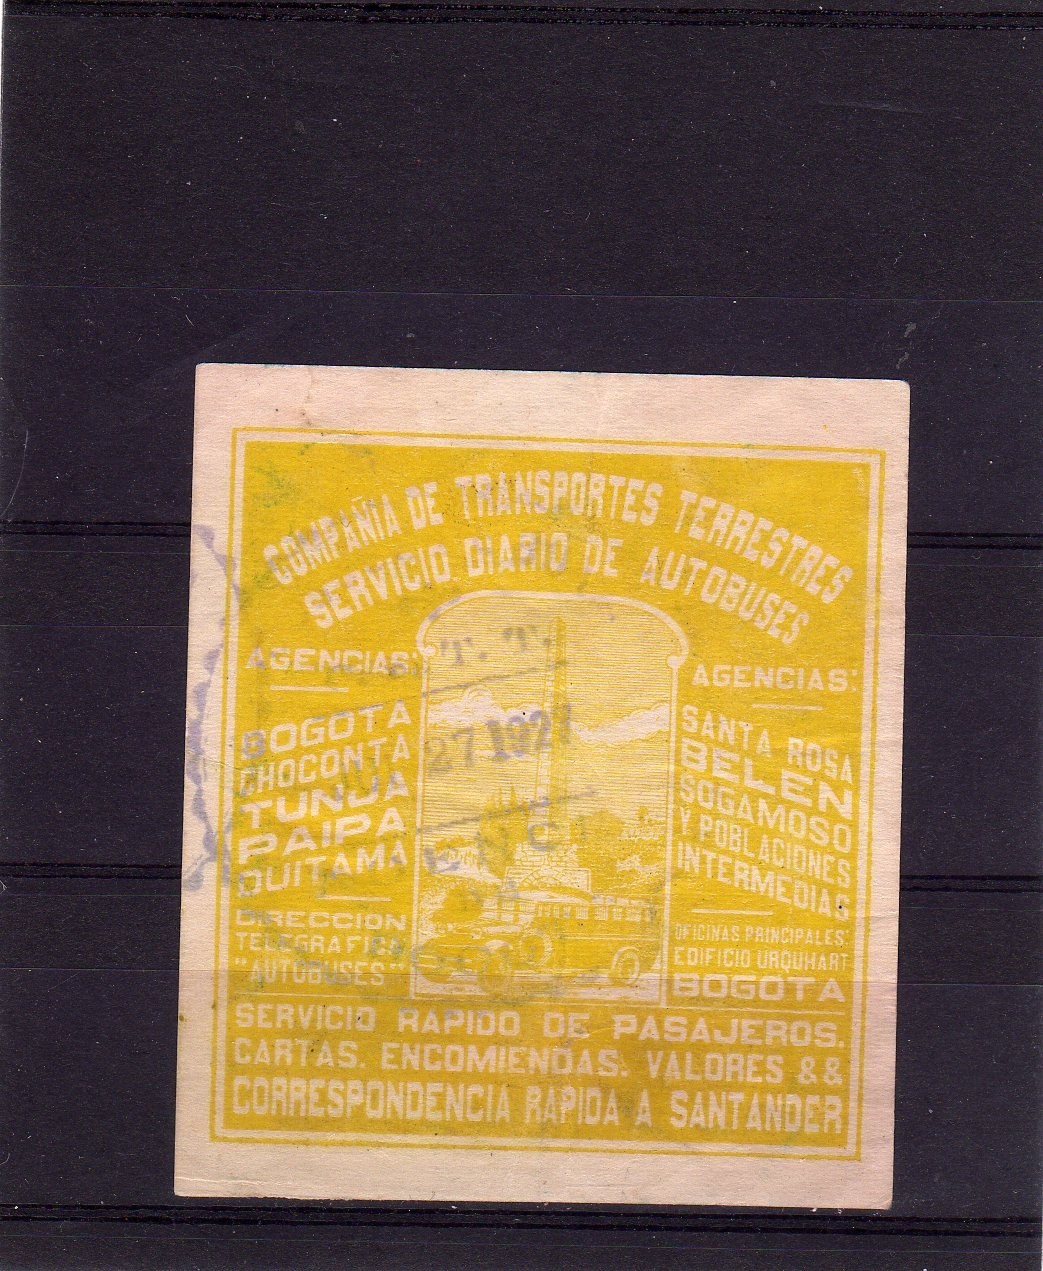 COMPAÑIA DE TRANSPORTES TERRESTRES
SERVICIO DIARIO DE AUTOBUSES
AGENCIAS:
BOGOTA
CHOCONTA
TUNJA
PAIPA
DUITAMA
DIRECCION
TELEGRAFICA
"AUTOBUSES"
AGENCIAS:
SANTA ROSA
BELEN
SOGAMOSO
Y POBLACIONES
INTERMEDIAS
OFICINAS PRINCIPALES:
EDIFICIO URQUHART
BOGOTA
T. T.
27 192
SERVICIO RAPIDO DE PASAJEROS.
CARTAS. ENCOMIENDAS. VALORES &&
CORRESPONDENCIA RAPIDA A SANTANDER